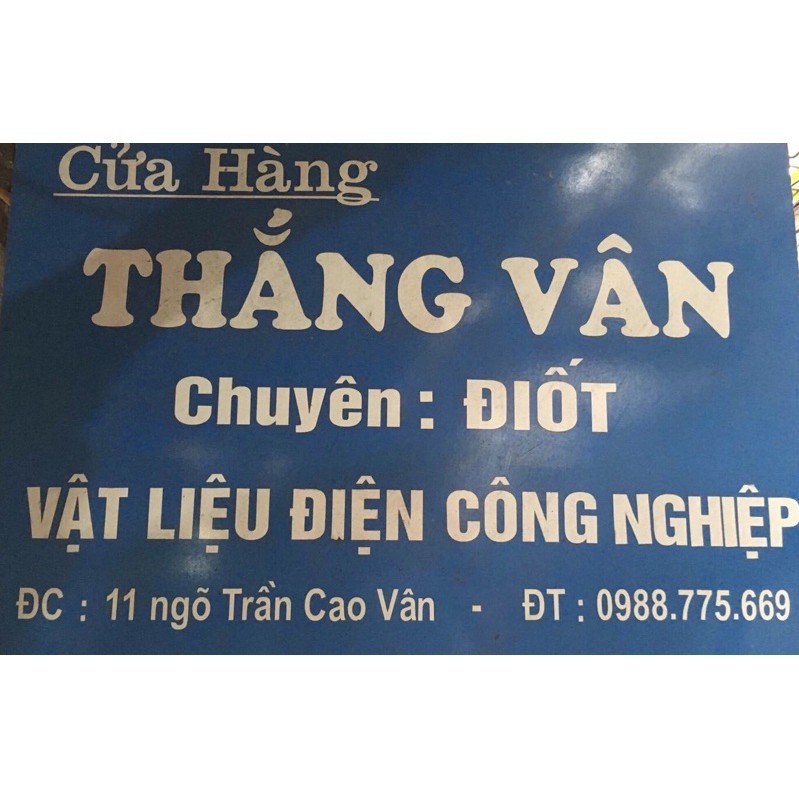 Cửa Hàng
THẮNG VÂN
Chuyên : ĐIỐT
VẬT LIỆU ĐIỆN CÔNG NGHIỆP
ĐC : 11 ngõ Trần Cao Vân - ĐT : 0988.775.669